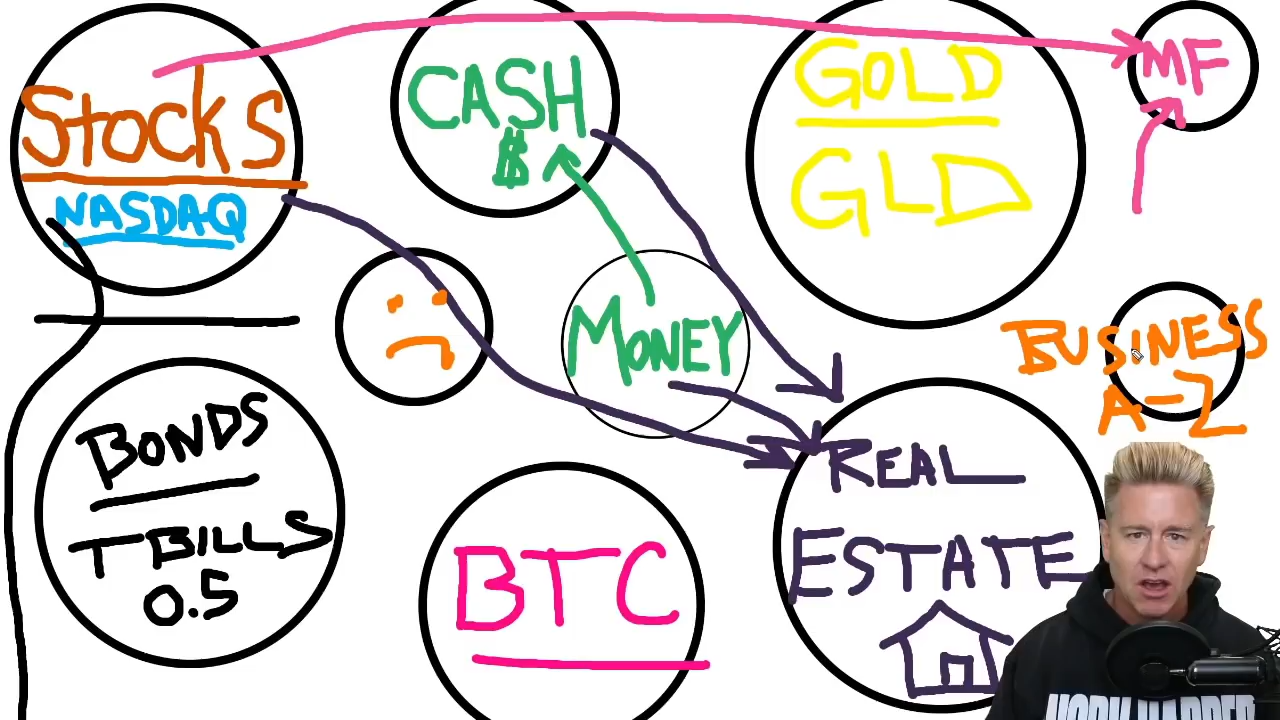 Stocks
NASDAQ
CASH
$
GOLD
GLD
MF
MONEY
BUSINESS
A-Z
BONDS
T BILLS
0.5
BTC
REAL
ESTATE